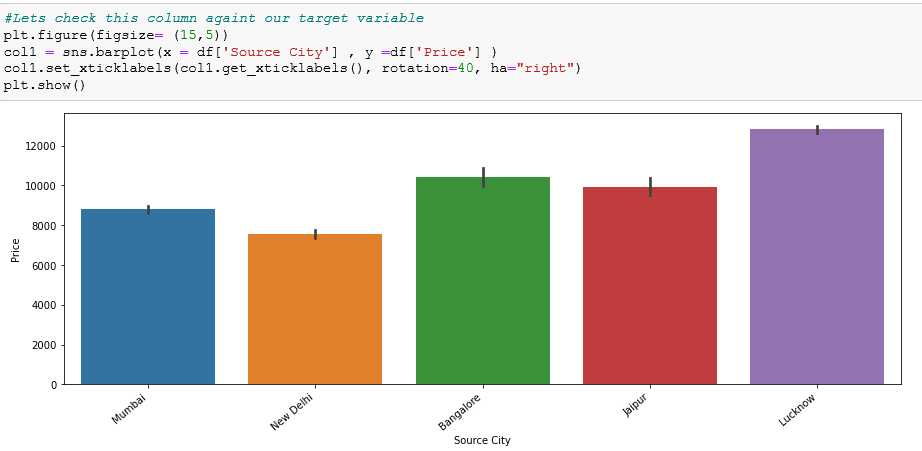 #Lets check this column againt our target variable
plt.figure(figsize= (15,5))
col1 = sns.barplot(x = df['Source City'] , y =df['Price'] )
col1.set_xticklabels(col1.get_xticklabels(), rotation=40, ha="right")
plt.show()
12000
10000
8000
6000
4000
2000
0
Price
Mumbai
New Delhi
Bangalore
Jaipur
Lucknow
Source City